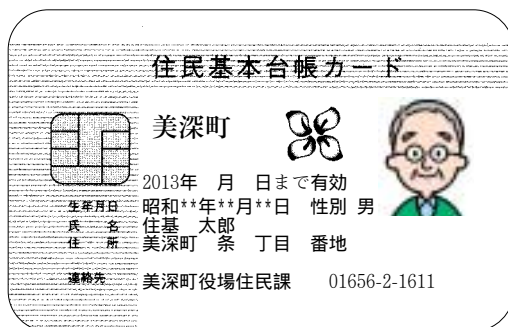 住民基本台帳カード
美深町
2013年 月 日まで有効
生年月日 昭和**年**月**日 性別 男
氏 名 住基 太郎
住 所 美深町 条 丁目 番地
連絡先 美深町役場住民課 01656-2-1611